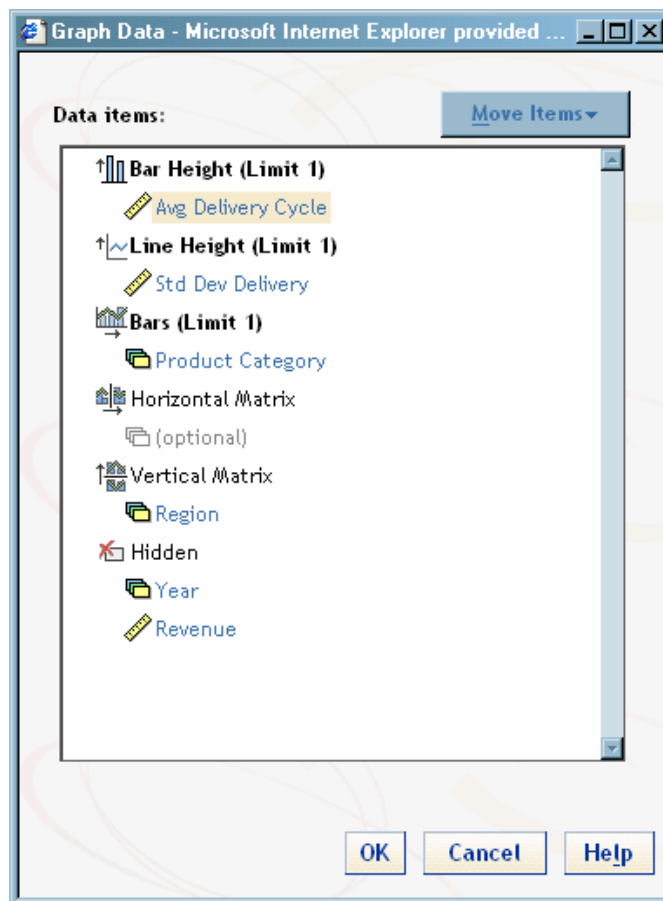 Graph Data - Microsoft Internet Explorer provided ...
Data items:
Move Items
Bar Height (Limit 1)
Avg Delivery Cycle
Line Height (Limit 1)
Std Dev Delivery
Bars (Limit 1)
Product Category
Horizontal Matrix
(optional)
Vertical Matrix
Region
Hidden
Year
Revenue
OK Cancel Help